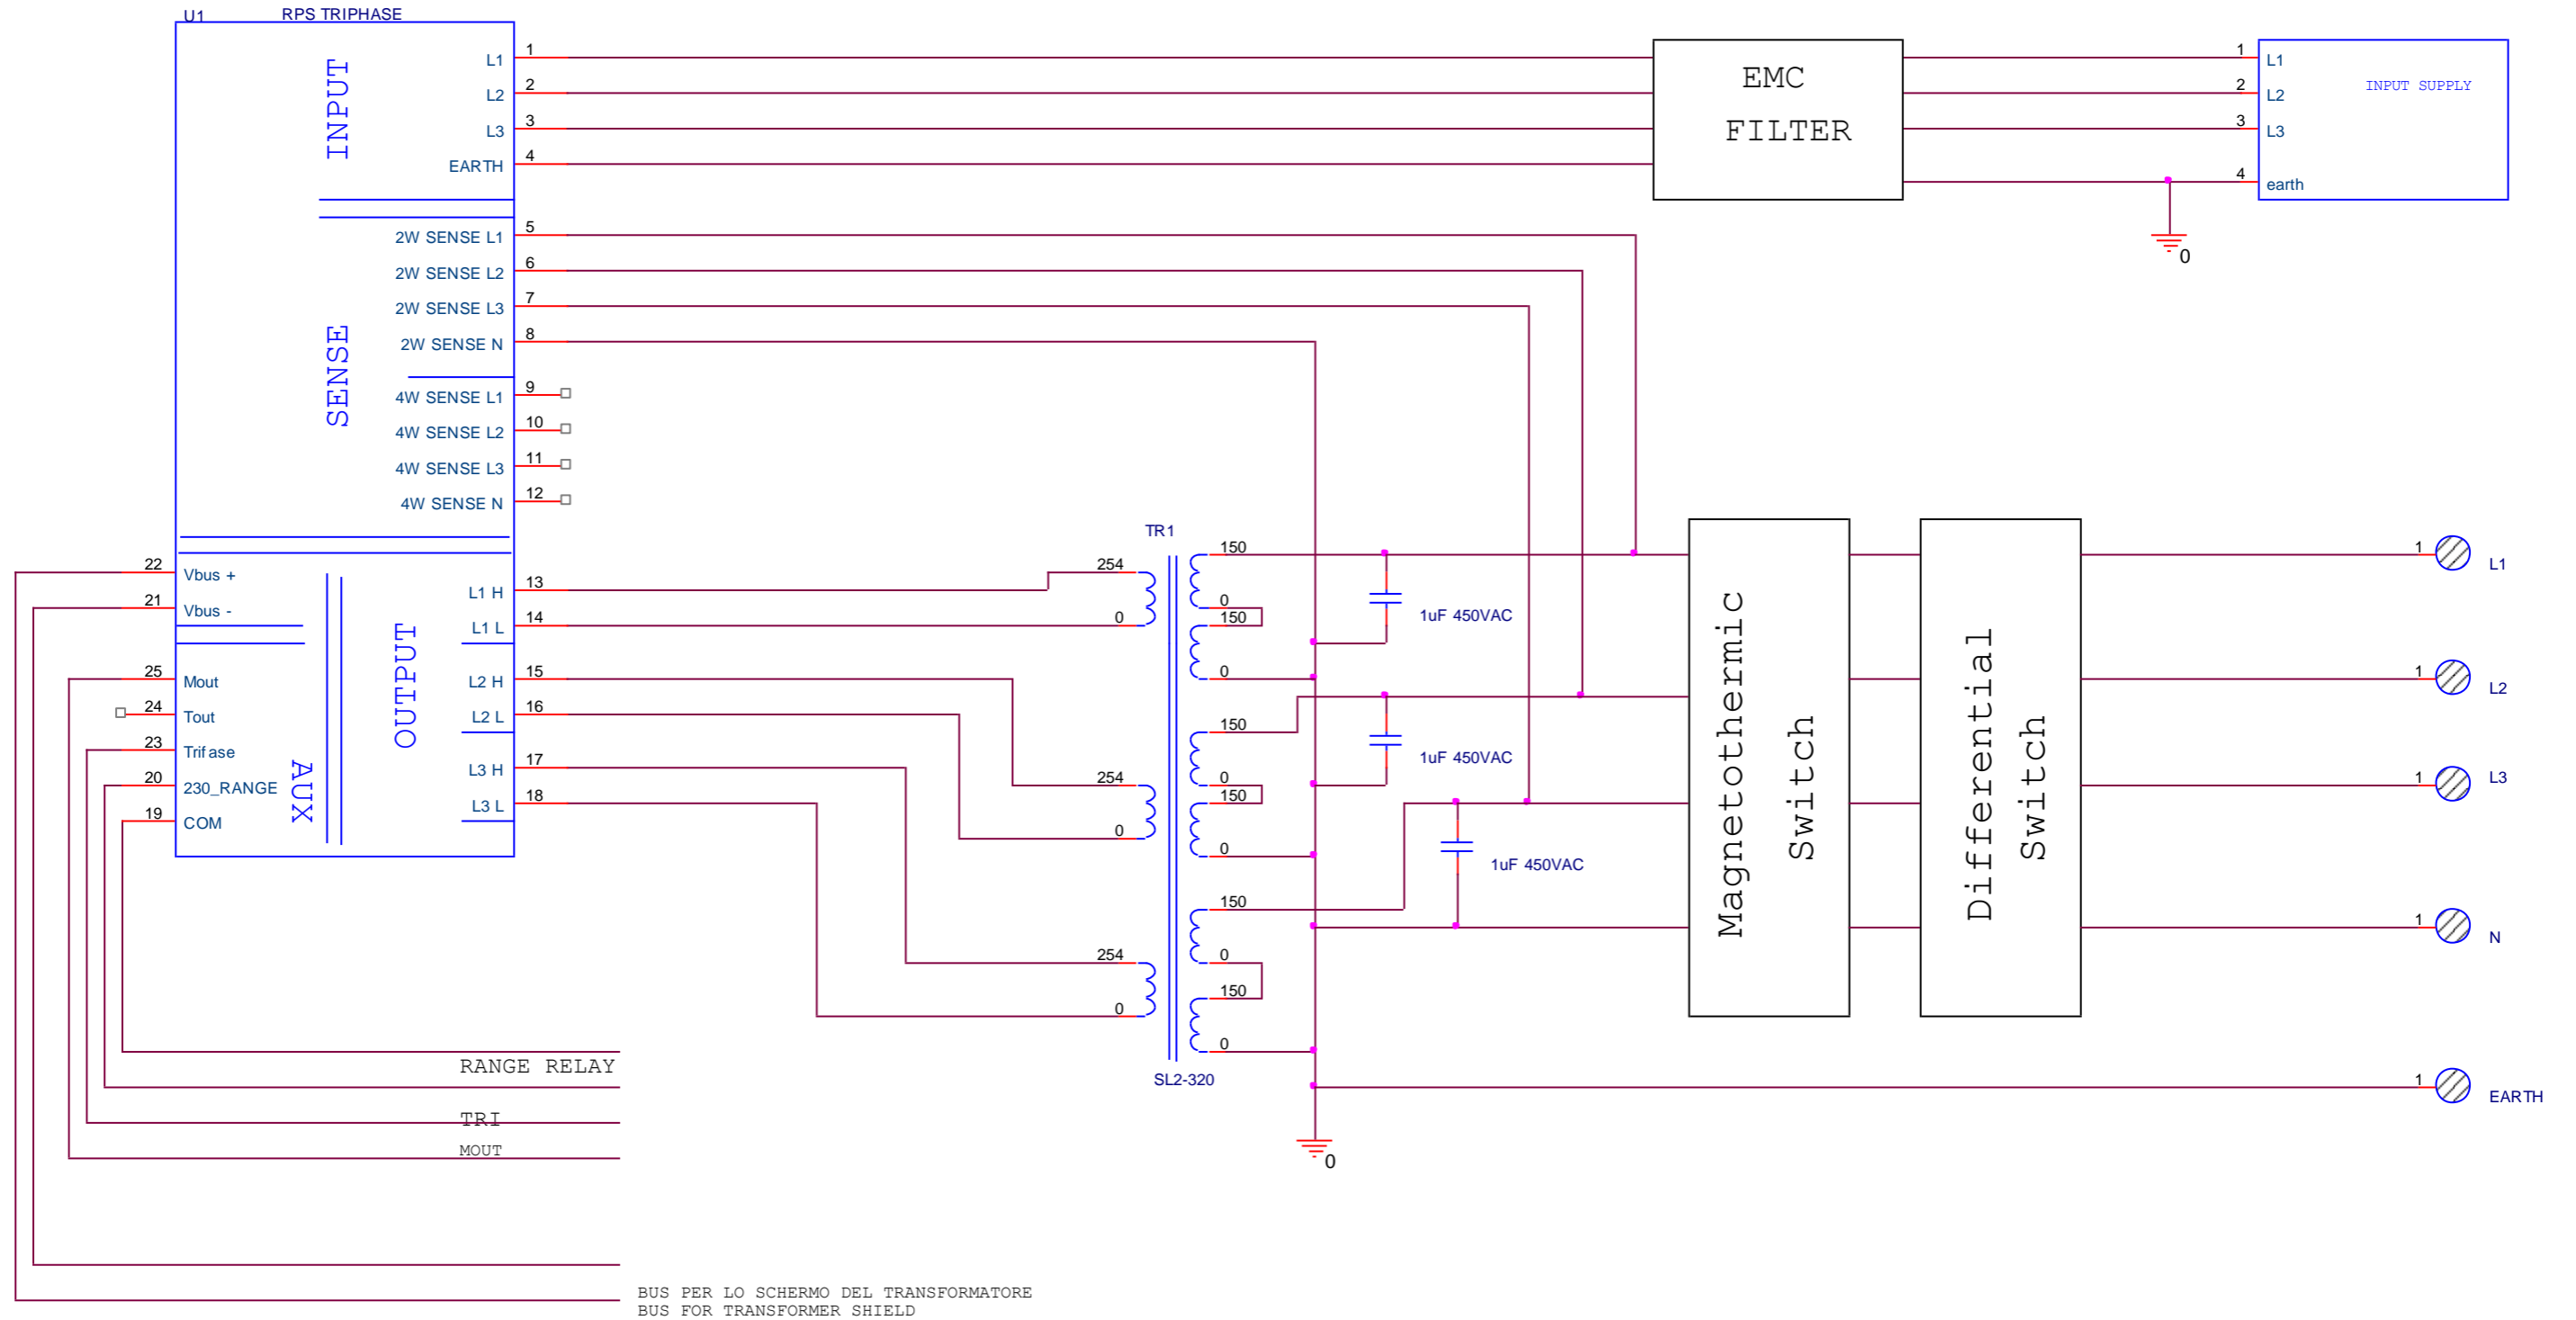 U1
RPS TRIPHASE
INPUT
L1
1
L2
2
L3
3
EARTH
4
SENSE
2W SENSE L1
5
2W SENSE L2
6
2W SENSE L3
7
2W SENSE N
8
4W SENSE L1
9
4W SENSE L2
10
4W SENSE L3
11
4W SENSE N
12
OUTPUT
L1 H
13
L1 L
14
L2 H
15
L2 L
16
L3 H
17
L3 L
18
AUX
22
Vbus +
21
Vbus -
25
Mout
24
Tout
23
Trifase
20
230_RANGE
19
COM
RANGE RELAY
TRI
MOUT
BUS PER LO SCHERMO DEL TRANSFORMATORE
BUS FOR TRANSFORMER SHIELD
EMC
FILTER
1
L1
2
L2
3
L3
4
earth
INPUT SUPPLY
0
TR1
254
0
254
0
254
0
150
0
150
0
150
0
150
0
150
0
150
0
SL2-320
0
1uF 450VAC
1uF 450VAC
1uF 450VAC
Magnetothermic
Switch
Differential
Switch
1
L1
1
L2
1
L3
1
N
1
EARTH